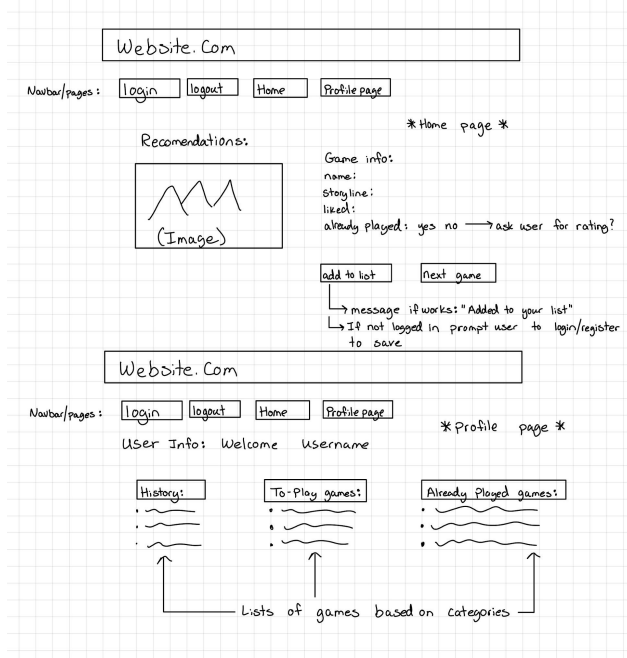 Website.Com
Navbar/pages: login logout Home Profile page
*Home page*
Recomendations:
(Image)
Game info:
name:
storyline:
liked:
already played: yes no → ask user for rating?
add to list next game
→ message if works: "Added to your list"
→ If not logged in prompt user to login/register
to save
Website.Com
Navbar/pages: login logout Home Profile page
*Profile page*
User Info: Welcome Username
History: To-Play games: Already Played games:
Lists of games based on categories